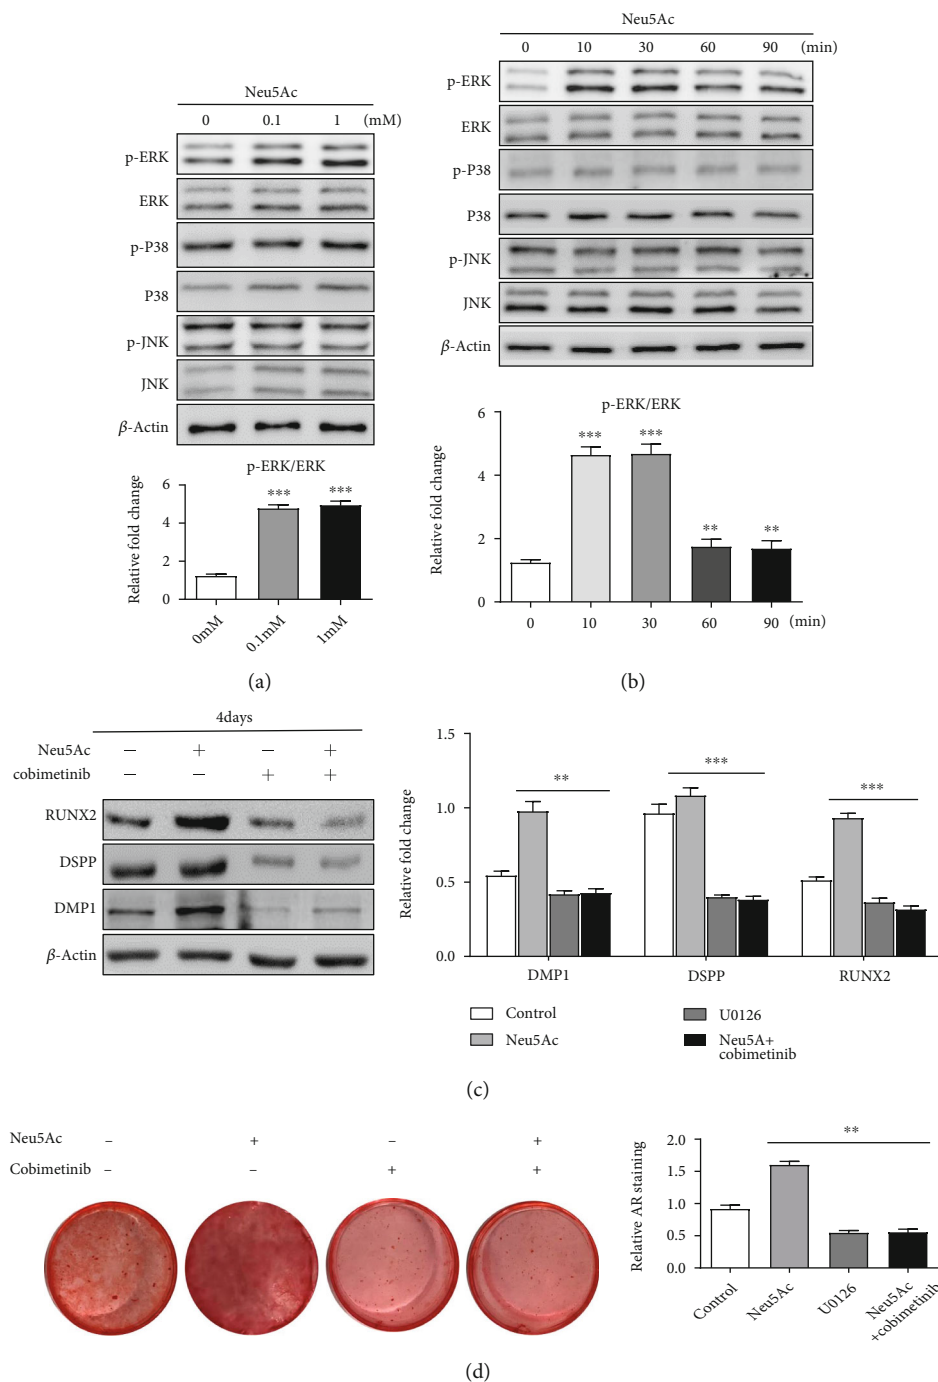 Neu5Ac
0 0.1 1 (mM)
p-ERK
ERK
p-P38
P38
p-JNK
JNK
β-Actin
p-ERK/ERK
Relative fold change
6
4
2
0
0mM 0.1mM 1mM
(a)
Neu5Ac
0 10 30 60 90 (min)
p-ERK
ERK
p-P38
P38
p-JNK
JNK
β-Actin
p-ERK/ERK
Relative fold change
6
4
2
0
*** ***
*** *** ** **
0 10 30 60 90 (min)
(b)
4days
Neu5Ac – + – +
cobimetinib – – + +
RUNX2
DSPP
DMP1
β-Actin
Relative fold change
1.5
1.0
0.5
0.0
** *** ***
DMP1 DSPP RUNX2
Control U0126
Neu5Ac Neu5A+
cobimetinib
(c)
Neu5Ac – + – +
Cobimetinib – – + +
Relative AR staining
2.0
1.5
1.0
0.5
0.0
**
Control Neu5Ac U0126 Neu5Ac
+cobimetinib
(d)